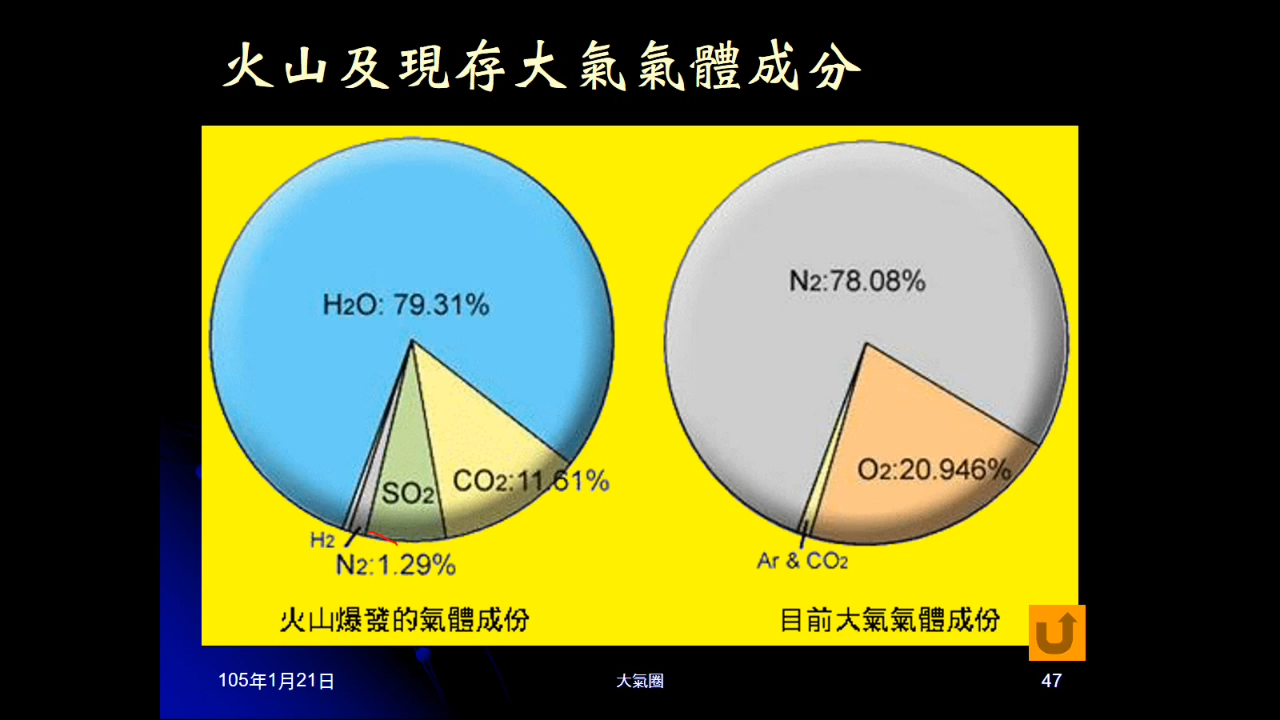 火山及現存大氣氣體成分
H2O: 79.31%
CO2:11.61%
SO2
H2
N2:1.29%
火山爆發的氣體成份
N2:78.08%
O2:20.946%
Ar & CO2
目前大氣氣體成份
105年1月21日
大氣圈
47